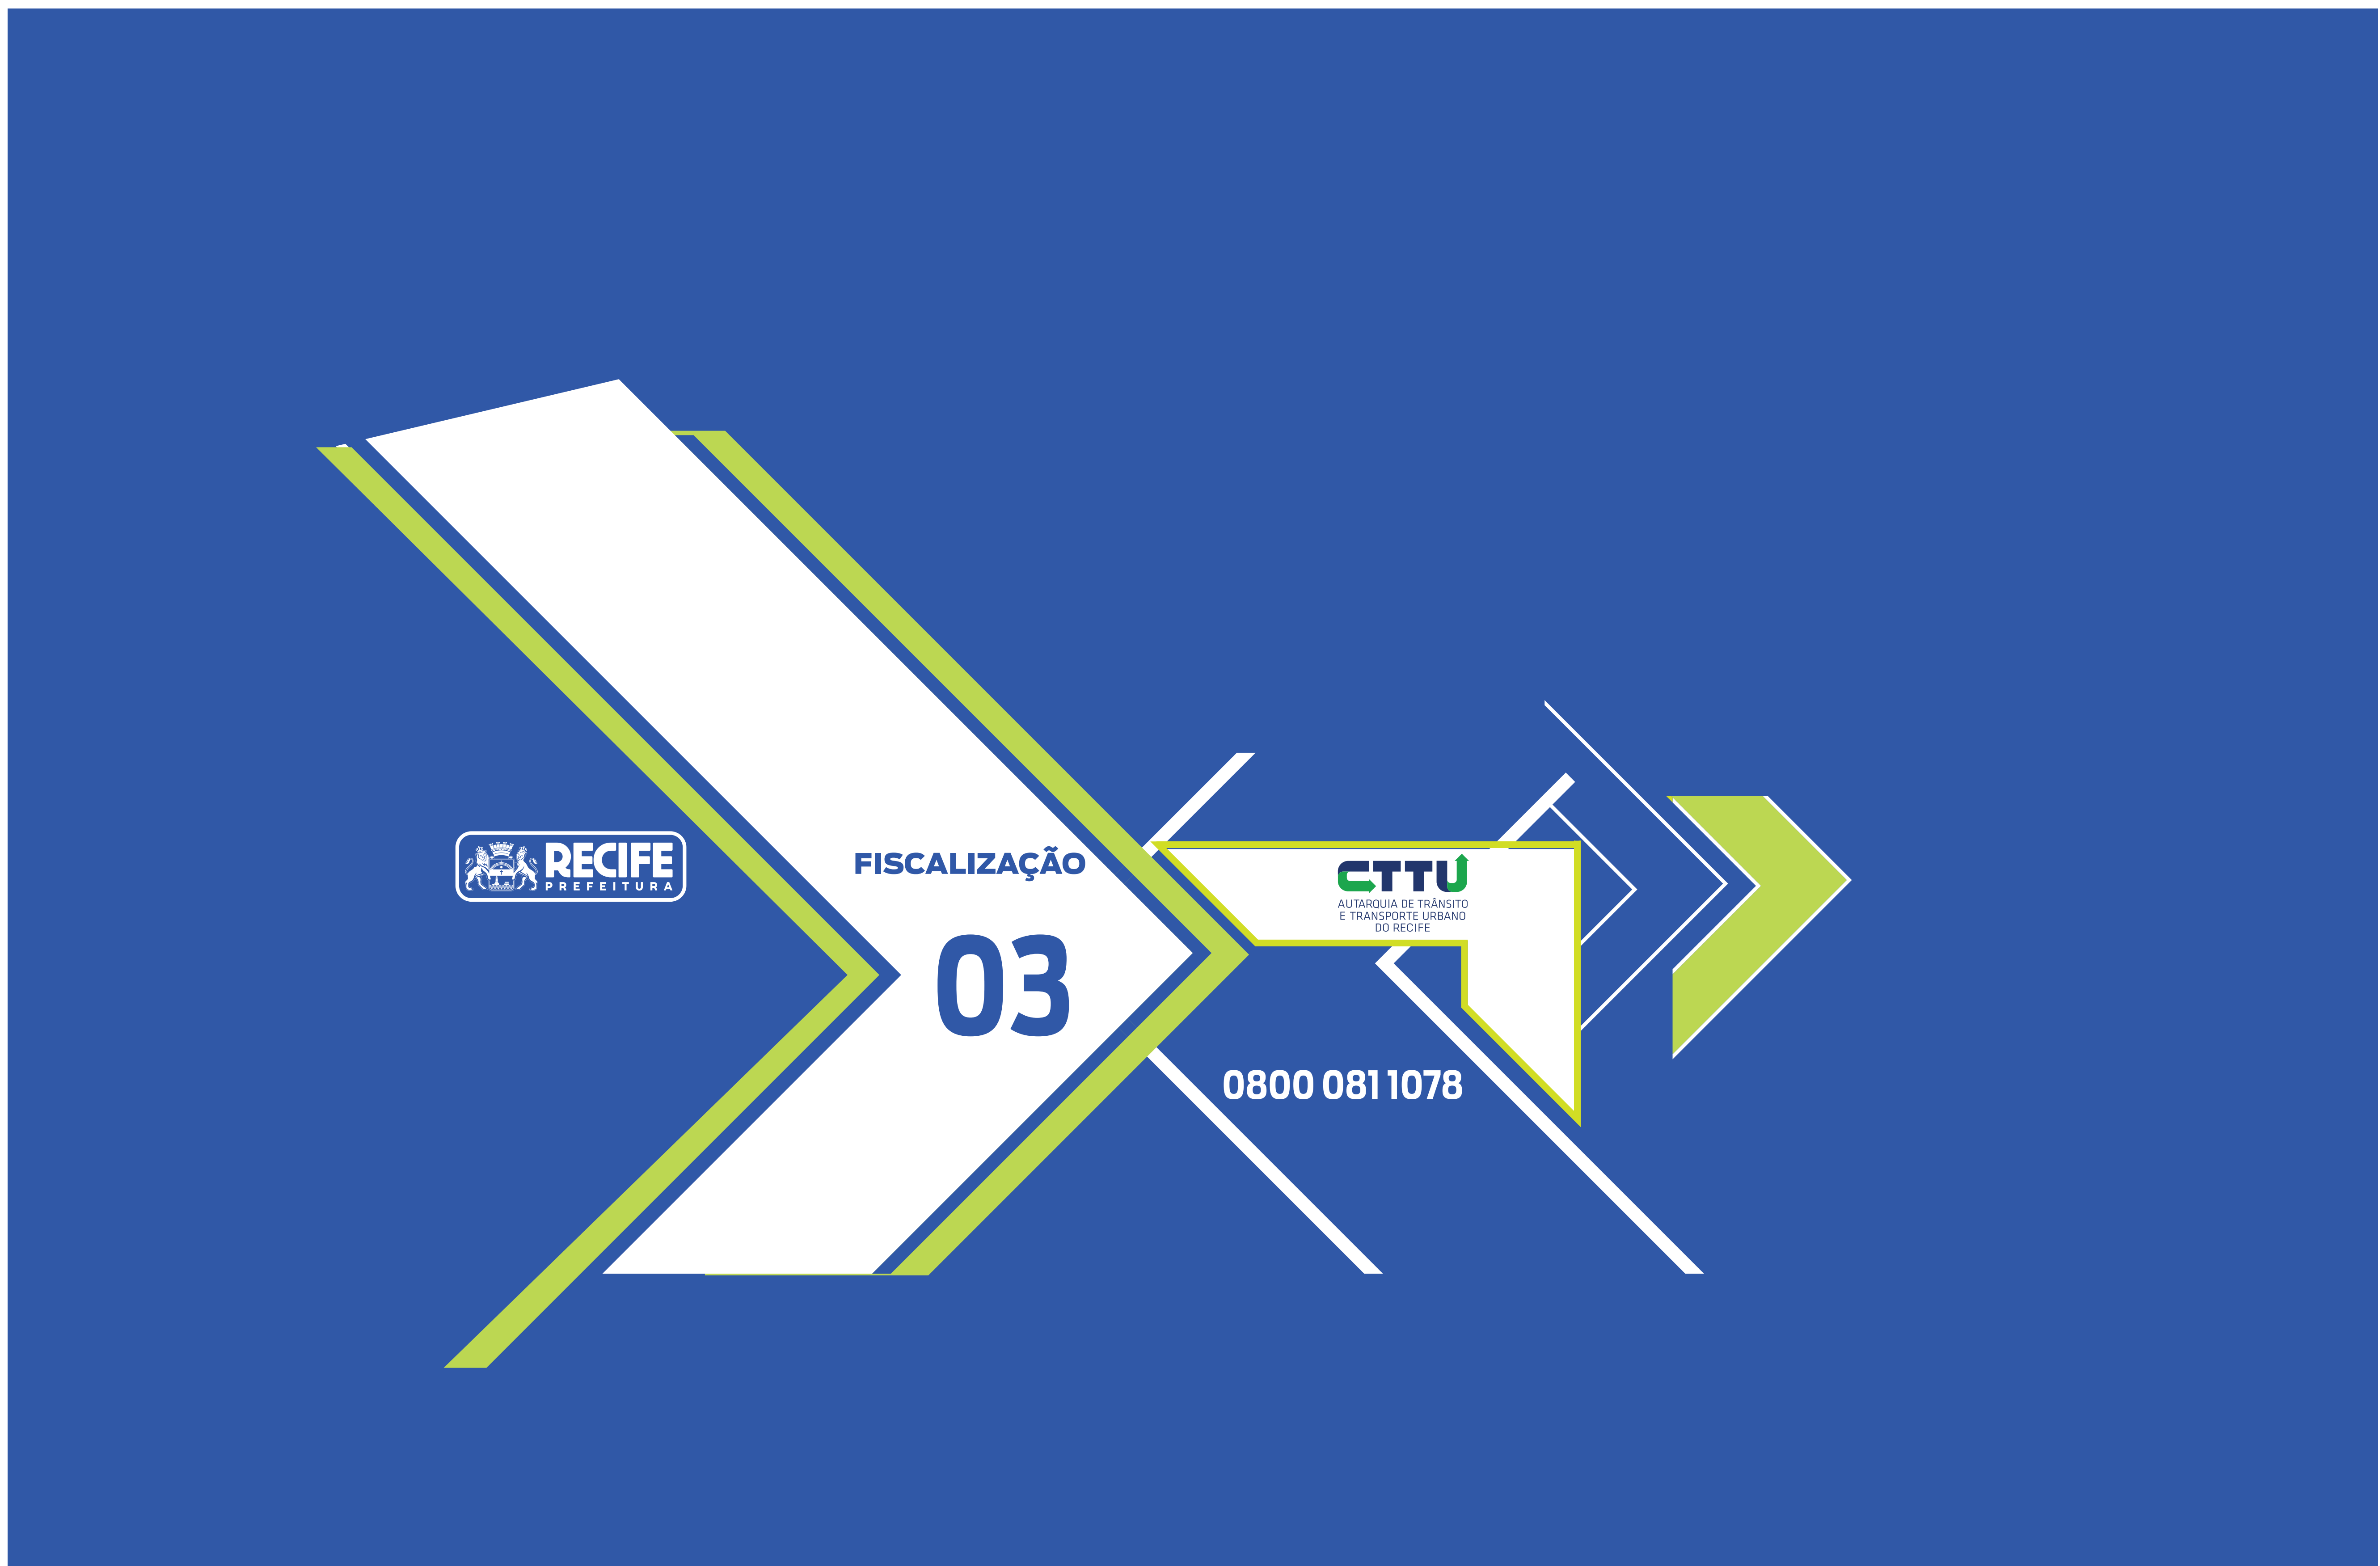 RECIFE
PREFEITURA
FISCALIZAÇÃO
03
CTTU
AUTARQUIA DE TRÂNSITO
E TRANSPORTE URBANO
DO RECIFE
0800 081 1078